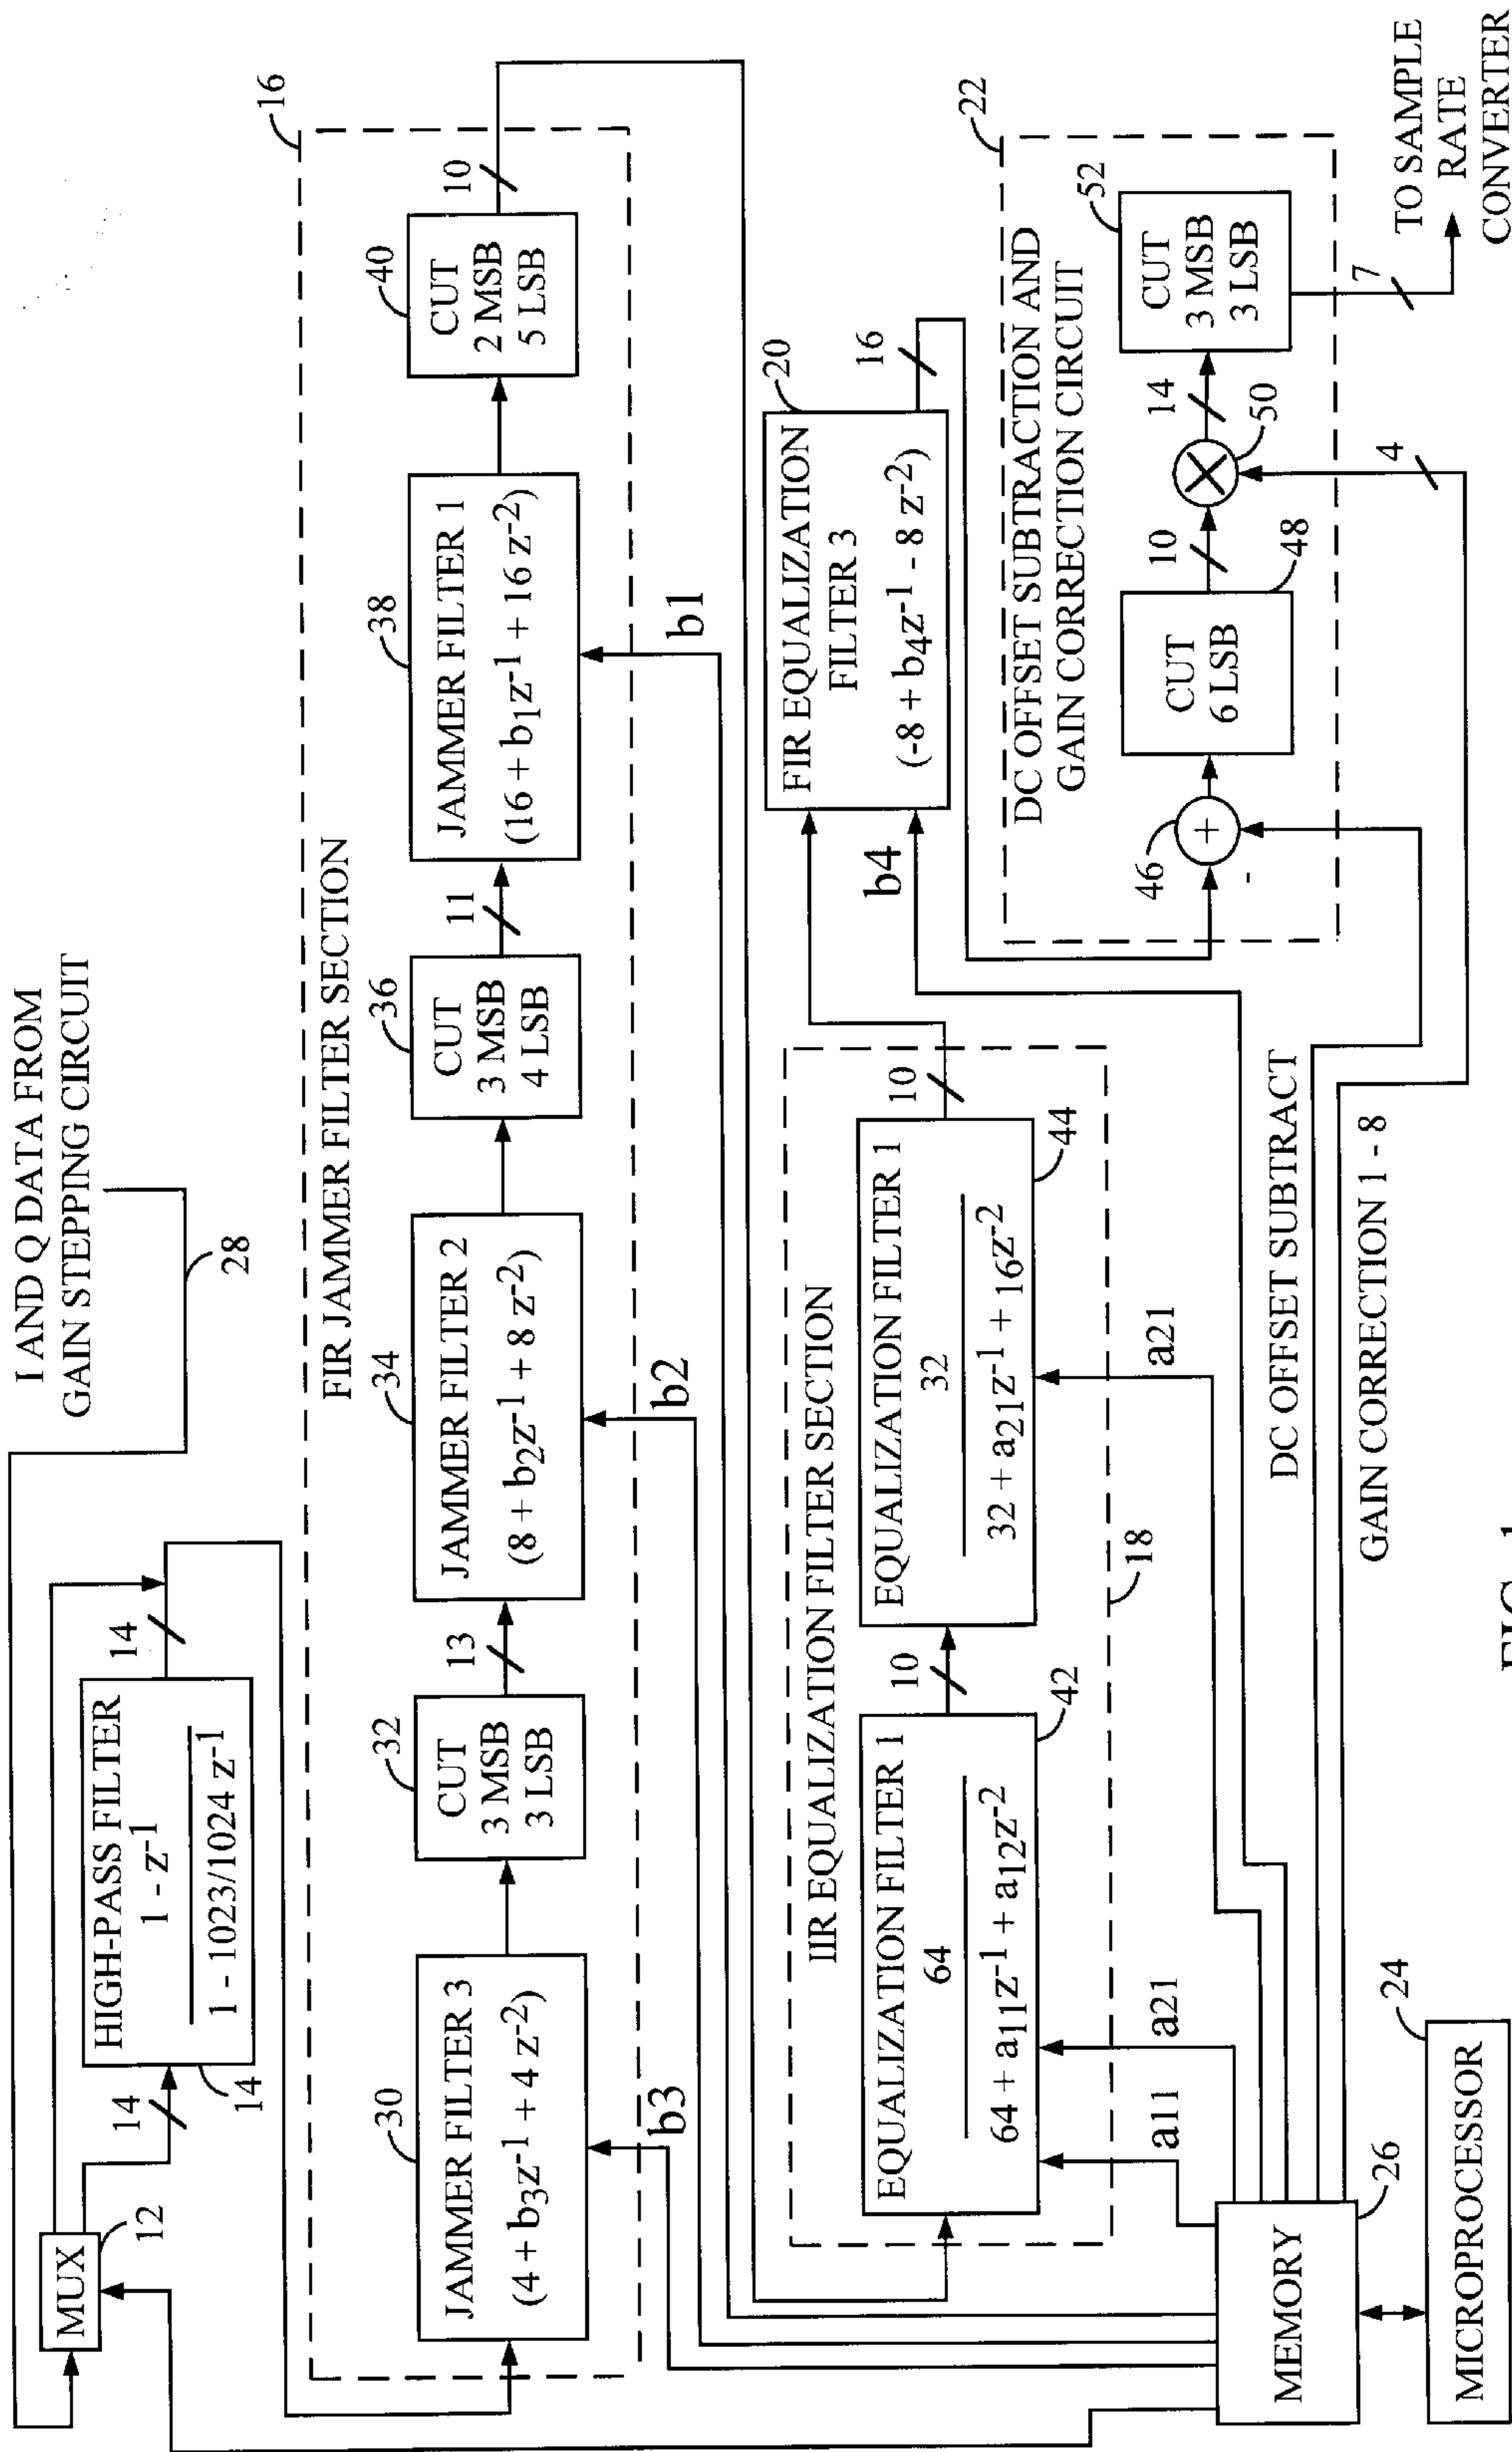 I AND Q DATA FROM
GAIN STEPPING CIRCUIT
28
MUX
12
14
HIGH-PASS FILTER
1 - z-1
1 - 1023/1024 z-1
14
14
FIR JAMMER FILTER SECTION
16
30
JAMMER FILTER 3
(4 + b3z-1 + 4 z-2)
32
CUT
3 MSB
3 LSB
13
34
JAMMER FILTER 2
(8 + b2z-1 + 8 z-2)
36
CUT
3 MSB
4 LSB
11
38
JAMMER FILTER 1
(16 + b1z-1 + 16 z-2)
40
CUT
2 MSB
5 LSB
10
b3
b2
b1
IIR EQUALIZATION FILTER SECTION
EQUALIZATION FILTER 1
64
64 + a11z-1 + a12z-2
42
10
EQUALIZATION FILTER 1
32
32 + a21z-1 + 16z-2
44
10
18
a11
a21
a21
b4
FIR EQUALIZATION
FILTER 3
(-8 + b4z-1 - 8 z-2)
20
16
DC OFFSET SUBTRACTION AND
GAIN CORRECTION CIRCUIT
22
46
+
-
CUT
6 LSB
48
10
50
14
52
CUT
3 MSB
3 LSB
7
4
TO SAMPLE
RATE
CONVERTER
DC OFFSET SUBTRACT
GAIN CORRECTION 1 - 8
MEMORY
26
MICROPROCESSOR
24
FIG. 1